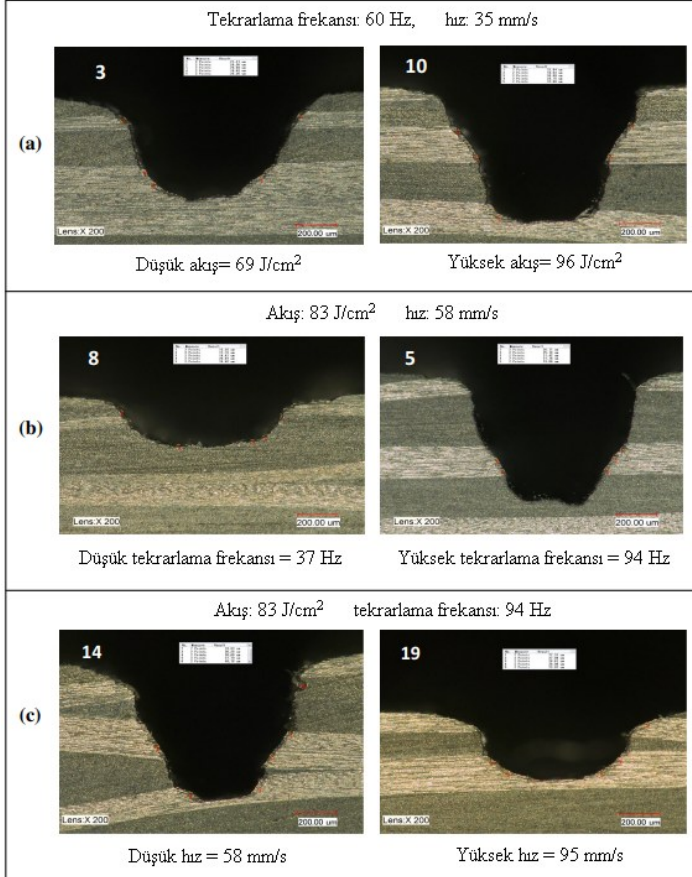 Tekrarlama frekansı: 60 Hz, hız: 35 mm/s
(a)
3
10
Lens:X 200
200.00 um
Lens:X 200
200.00 um
Düşük akış= 69 J/cm²
Yüksek akış= 96 J/cm²
Akış: 83 J/cm² hız: 58 mm/s
(b)
8
5
Lens:X 200
200.00 um
Lens:X 200
200.00 um
Düşük tekrarlama frekansı = 37 Hz
Yüksek tekrarlama frekansı = 94 Hz
Akış: 83 J/cm² tekrarlama frekansı: 94 Hz
(c)
14
19
Lens:X 200
200.00 um
Lens:X 200
200.00 um
Düşük hız = 58 mm/s
Yüksek hız = 95 mm/s